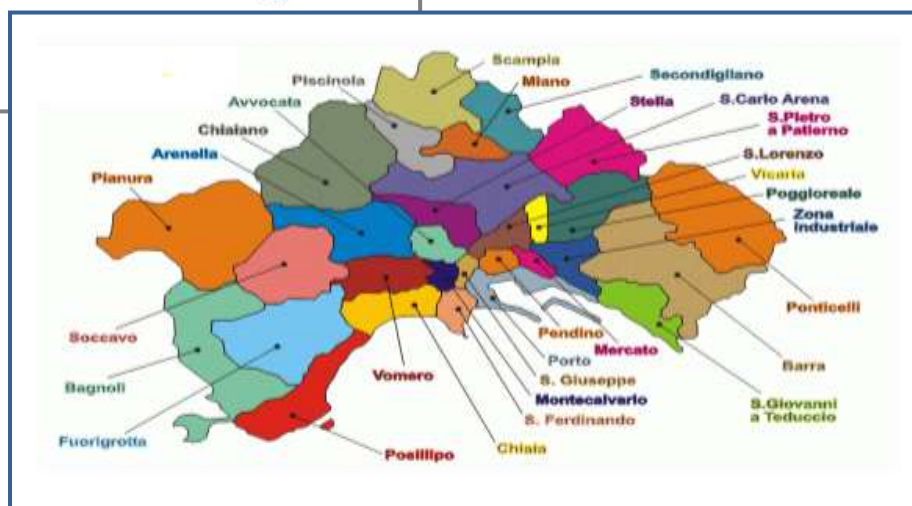 Scampia
Piscinola
Miano
Secondigliano
Avvocata
Stella
S.Carlo Arena
Chiaiano
S.Pietro
a Patierno
Arenella
S.Lorenzo
Pianura
Vicaria
Poggioreale
Zona
Industriale
Ponticelli
Soccavo
Pendino
Mercato
Porto
Barra
Vomero
S. Giuseppe
Bagnoli
Montecalvario
S.Giovanni
a Teduccio
S. Ferdinando
Fuorigrotta
Chiaia
Posillipo